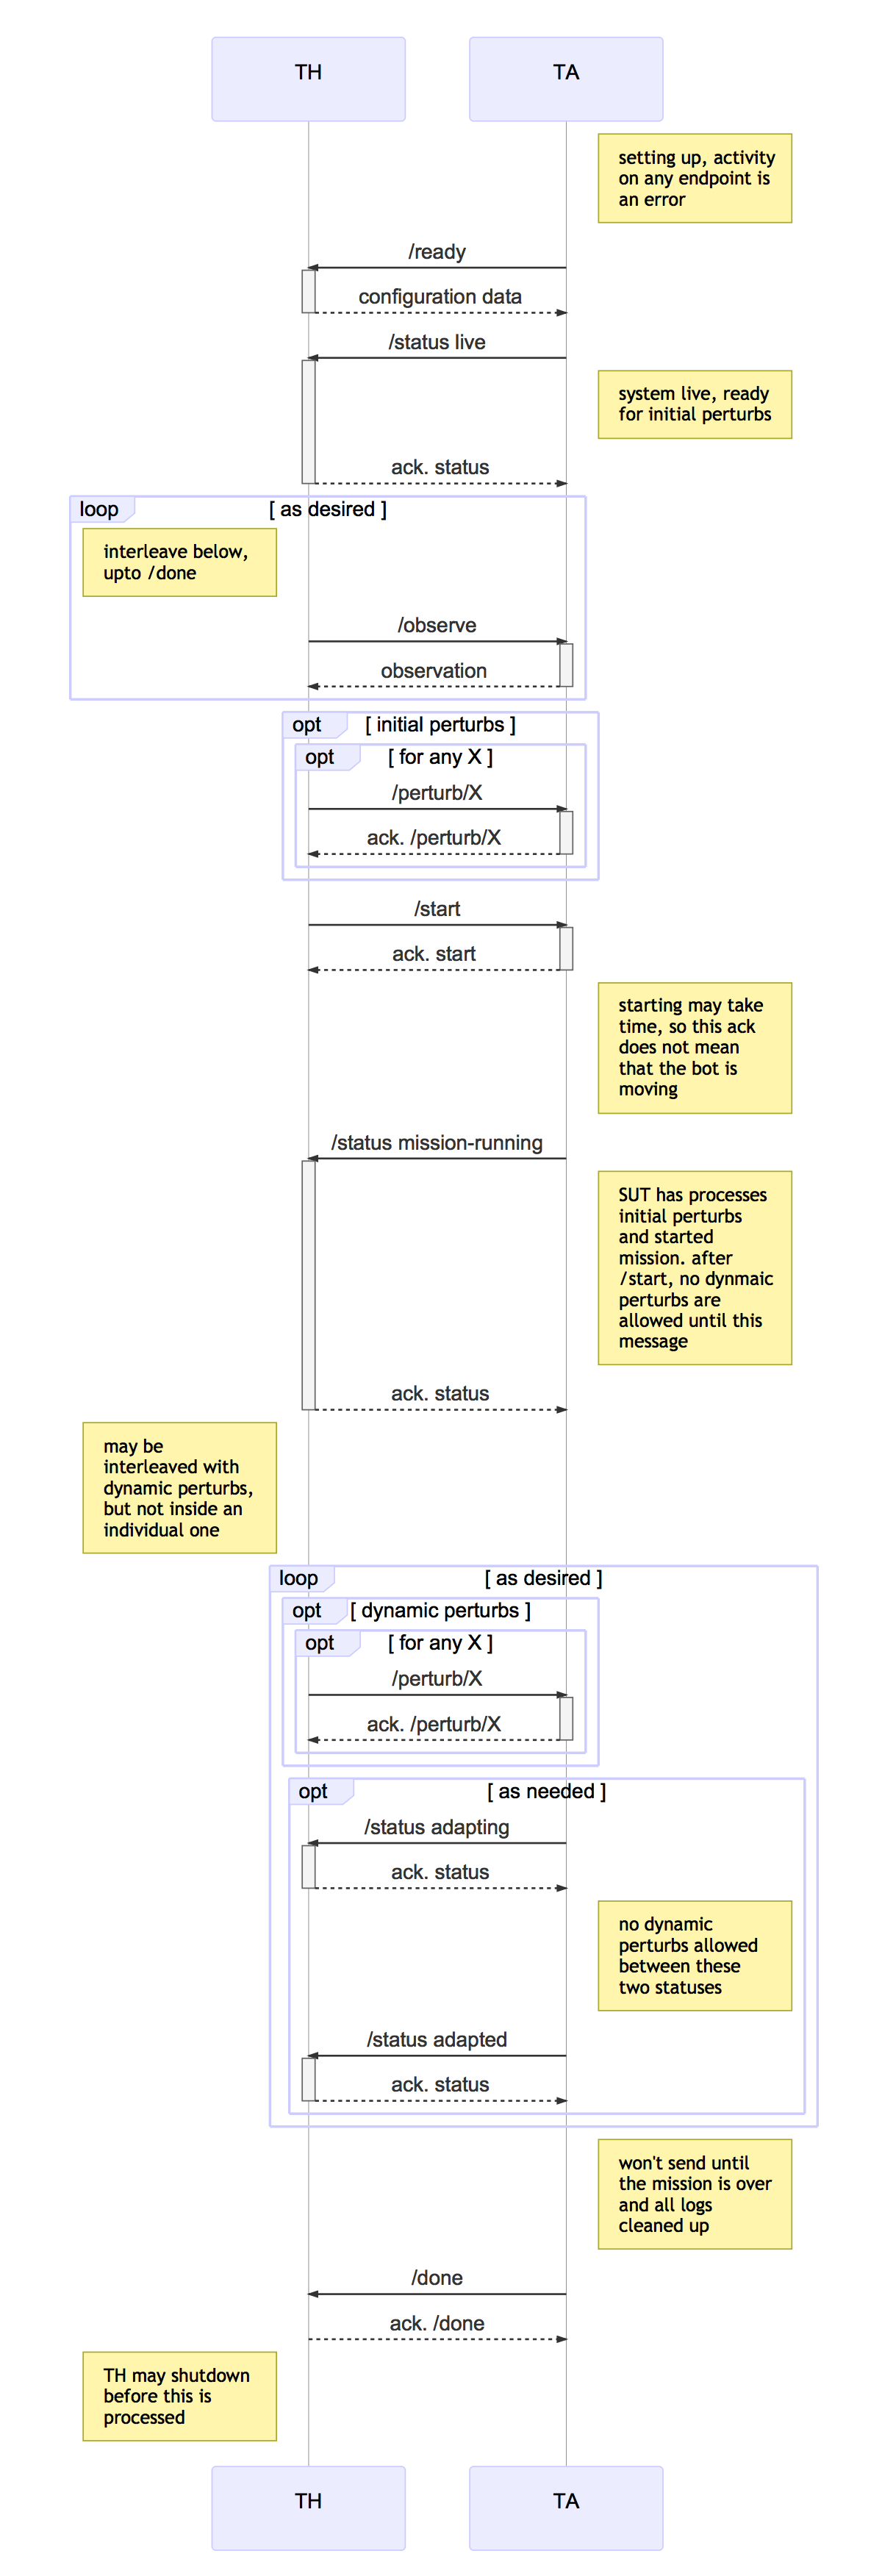 TH
TA
setting up, activity
on any endpoint is
an error
/ready
configuration data
/status live
system live, ready
for initial perturbs
ack. status
loop
[ as desired ]
interleave below,
upto /done
/observe
observation
opt
[ initial perturbs ]
opt
[ for any X ]
/perturb/X
ack. /perturb/X
/start
ack. start
starting may take
time, so this ack
does not mean
that the bot is
moving
/status mission-running
SUT has processes
initial perturbs
and started
mission. after
/start, no dynmaic
perturbs are
allowed until this
message
ack. status
may be
interleaved with
dynamic perturbs,
but not inside an
individual one
loop
[ as desired ]
opt
[ dynamic perturbs ]
opt
[ for any X ]
/perturb/X
ack. /perturb/X
opt
[ as needed ]
/status adapting
ack. status
no dynamic
perturbs allowed
between these
two statuses
/status adapted
ack. status
won't send until
the mission is over
and all logs
cleaned up
/done
ack. /done
TH may shutdown
before this is
processed
TH
TA